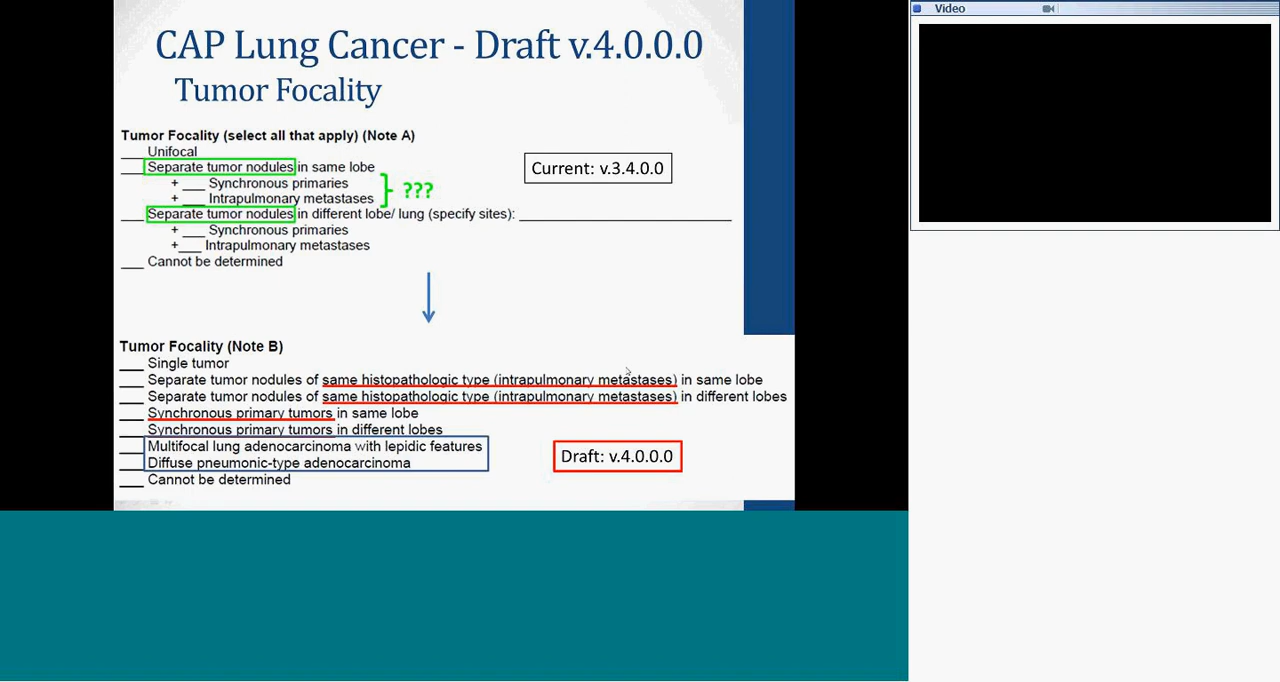 Video
CAP Lung Cancer - Draft v.4.0.0.0
Tumor Focality
Tumor Focality (select all that apply) (Note A)
___ Unifocal
___ Separate tumor nodules in same lobe
Current: v.3.4.0.0
+ ___ Synchronous primaries
+ ___ Intrapulmonary metastases
???
___ Separate tumor nodules in different lobe/ lung (specify sites): ___________________________
+ ___ Synchronous primaries
+___ Intrapulmonary metastases
___ Cannot be determined
Tumor Focality (Note B)
___ Single tumor
___ Separate tumor nodules of same histopathologic type (intrapulmonary metastases) in same lobe
___ Separate tumor nodules of same histopathologic type (intrapulmonary metastases) in different lobes
___ Synchronous primary tumors in same lobe
___ Synchronous primary tumors in different lobes
___ Multifocal lung adenocarcinoma with lepidic features
___ Diffuse pneumonic-type adenocarcinoma
Draft: v.4.0.0.0
___ Cannot be determined